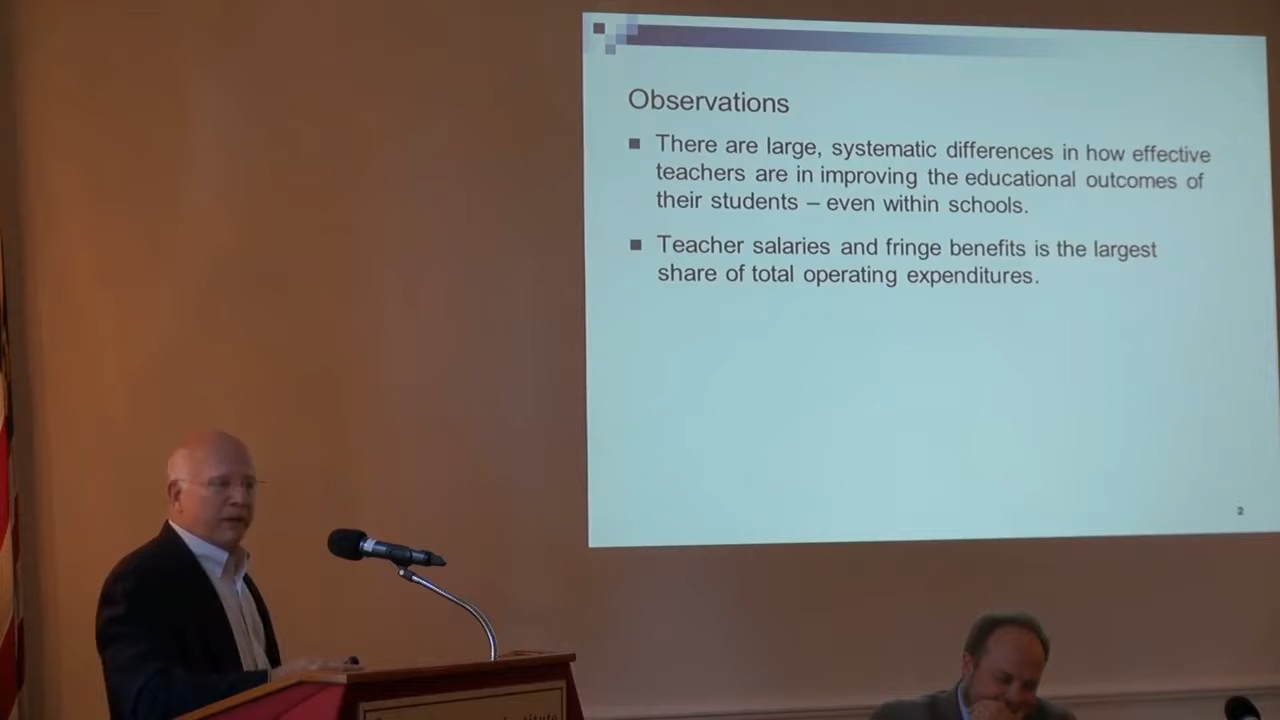 Observations
There are large, systematic differences in how effective
teachers are in improving the educational outcomes of
their students – even within schools.
Teacher salaries and fringe benefits is the largest
share of total operating expenditures.
2